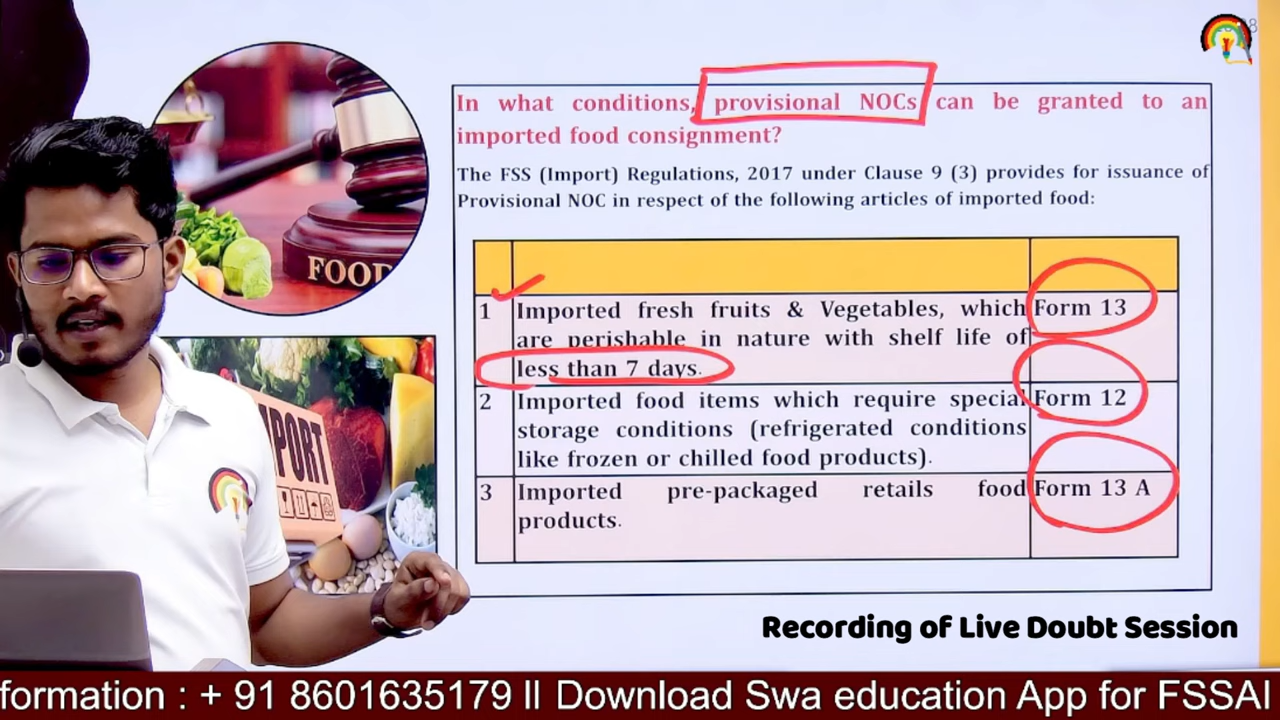 In what conditions, provisional NOCs can be granted to an
imported food consignment?
The FSS (Import) Regulations, 2017 under Clause 9 (3) provides for issuance of
Provisional NOC in respect of the following articles of imported food:
1 Imported fresh fruits & Vegetables, which Form 13
are perishable in nature with shelf life of
less than 7 days.
2 Imported food items which require special Form 12
storage conditions (refrigerated conditions
like frozen or chilled food products).
3 Imported pre-packaged retails food Form 13 A
products.
FOOD
PORT
Recording of Live Doubt Session
formation : + 91 8601635179 ll Download Swa education App for FSSAI